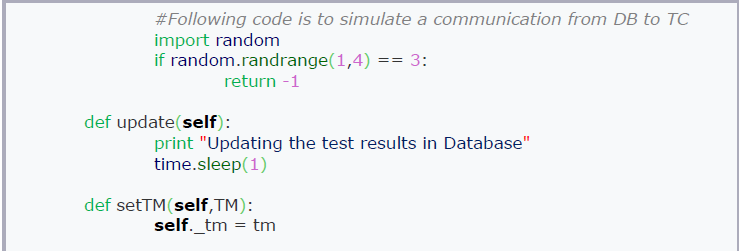 #Following code is to simulate a communication from DB to TC
import random
if random.randrange(1,4) == 3:
return -1
def update(self):
print "Updating the test results in Database"
time.sleep(1)
def setTM(self,TM):
self._tm = tm